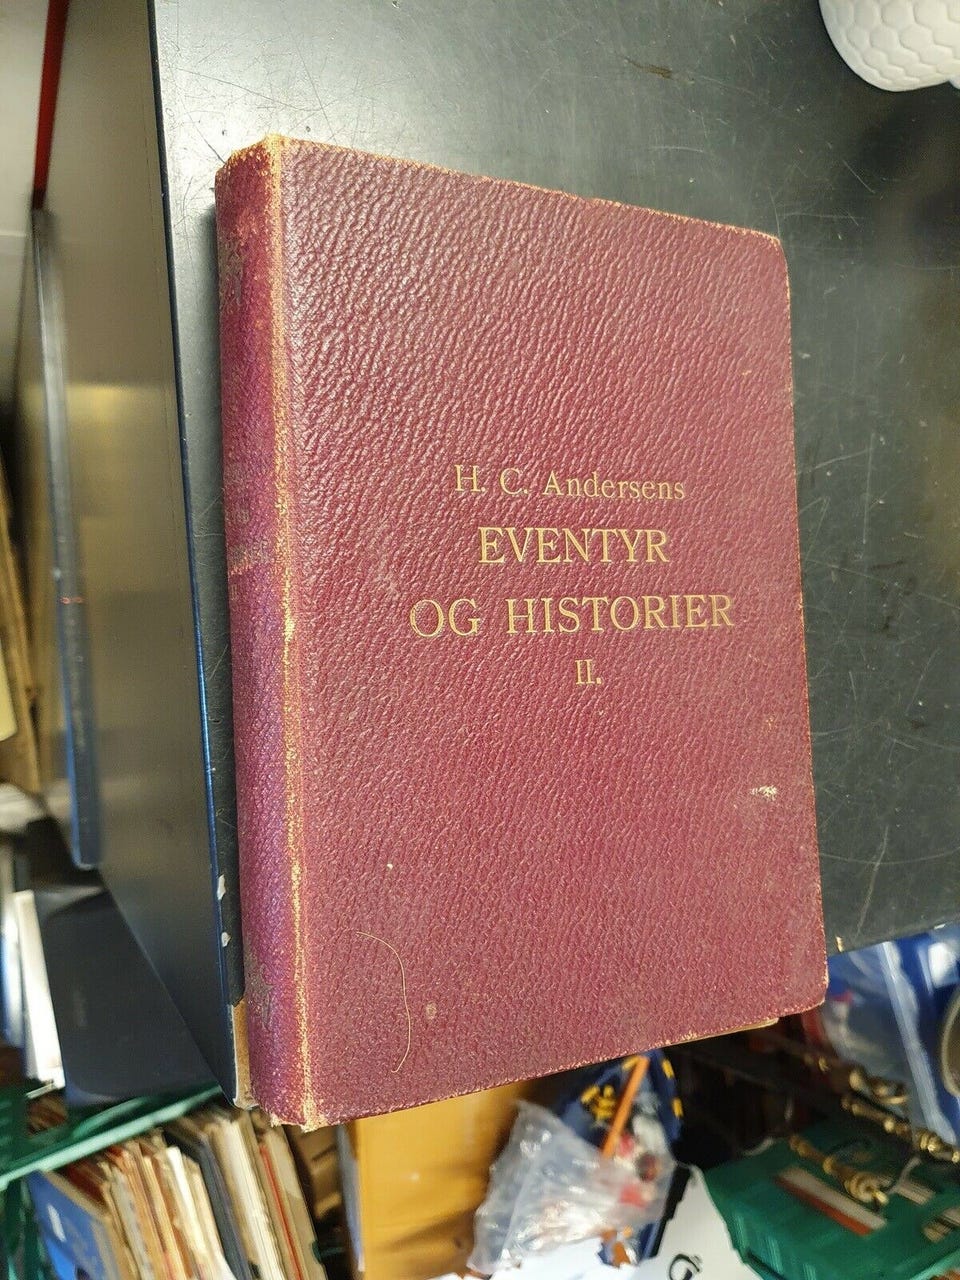 H. C. Andersens
EVENTYR
OG HISTORIER
II.